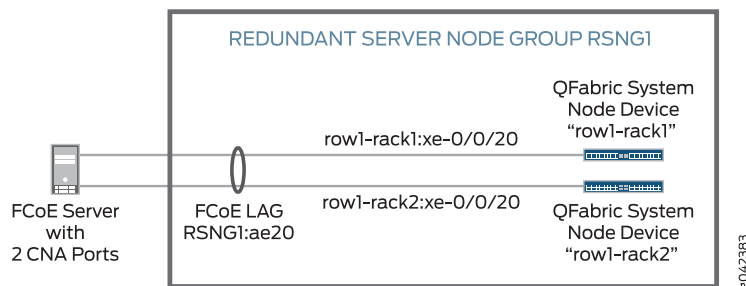 REDUNDANT SERVER NODE GROUP RSNG1
QFabric System
Node Device
“row1-rack1”
row1-rack1:xe-0/0/20
row1-rack2:xe-0/0/20
FCoE Server
with
2 CNA Ports
FCoE LAG
RSNG1:ae20
QFabric System
Node Device
“row1-rack2”
g042383